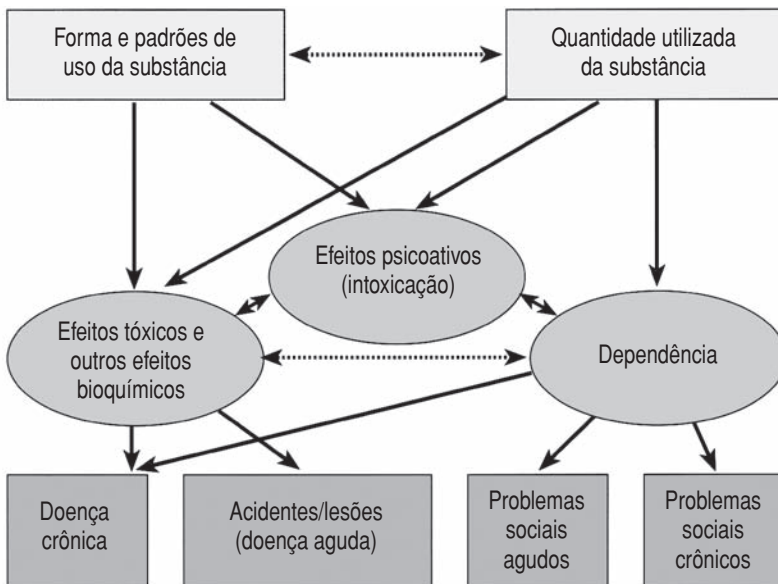 Forma e padrões de
uso da substância
Quantidade utilizada
da substância
Efeitos psicoativos
(intoxicação)
Efeitos tóxicos e
outros efeitos
bioquímicos
Dependência
Doença
crônica
Acidentes/lesões
(doença aguda)
Problemas
sociais
agudos
Problemas
sociais
crônicos